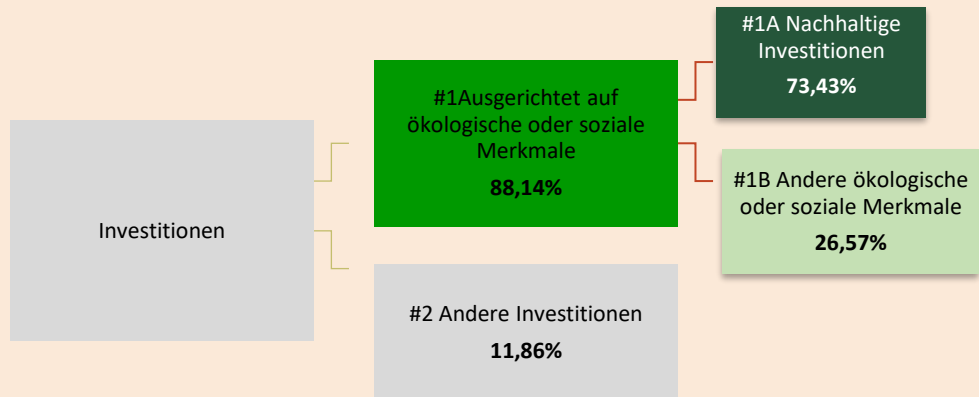 Investitionen
#1Ausgerichtet auf
ökologische oder soziale
Merkmale
88,14%
#2 Andere Investitionen
11,86%
#1A Nachhaltige
Investitionen
73,43%
#1B Andere ökologische
oder soziale Merkmale
26,57%